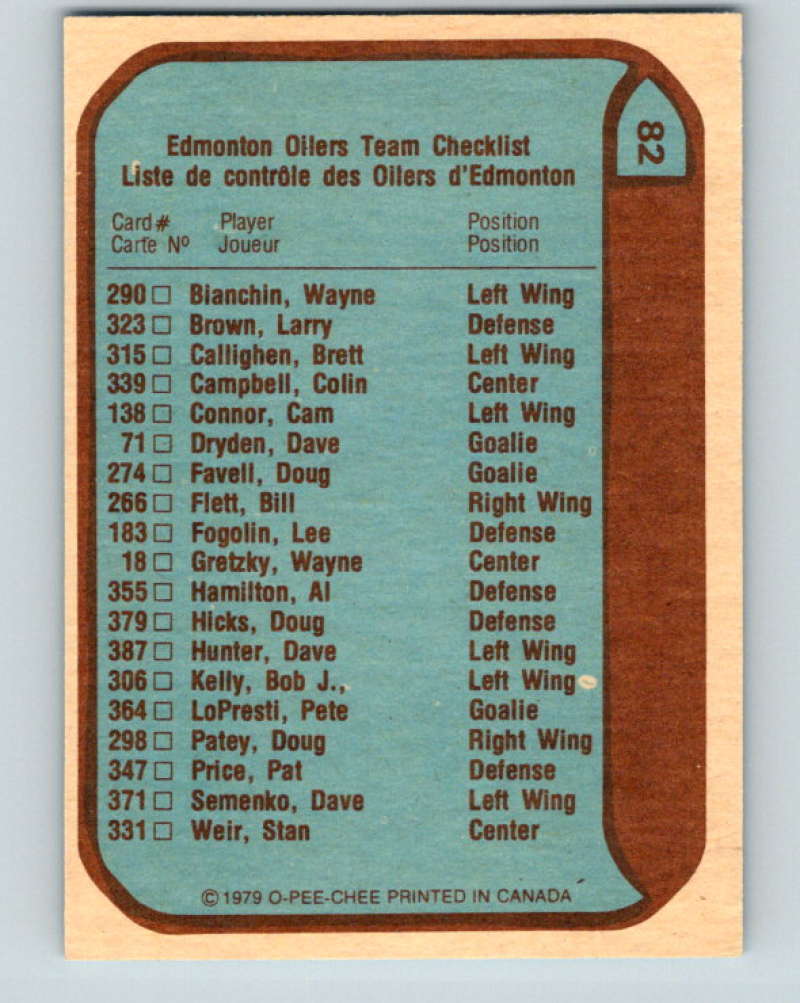 82
Edmonton Oilers Team Checklist
Liste de contrôle des Oilers d'Edmonton
Card # Player Position
Carte Nº Joueur Position
290 □ Bianchin, Wayne Left Wing
323 □ Brown, Larry Defense
315 □ Callighen, Brett Left Wing
339 □ Campbell, Colin Center
138 □ Connor, Cam Left Wing
71 □ Dryden, Dave Goalie
274 □ Favell, Doug Goalie
266 □ Flett, Bill Right Wing
183 □ Fogolin, Lee Defense
18 □ Gretzky, Wayne Center
355 □ Hamilton, Al Defense
379 □ Hicks, Doug Defense
387 □ Hunter, Dave Left Wing
306 □ Kelly, Bob J., Left Wing
364 □ LoPresti, Pete Goalie
298 □ Patey, Doug Right Wing
347 □ Price, Pat Defense
371 □ Semenko, Dave Left Wing
331 □ Weir, Stan Center
© 1979 O-PEE-CHEE PRINTED IN CANADA